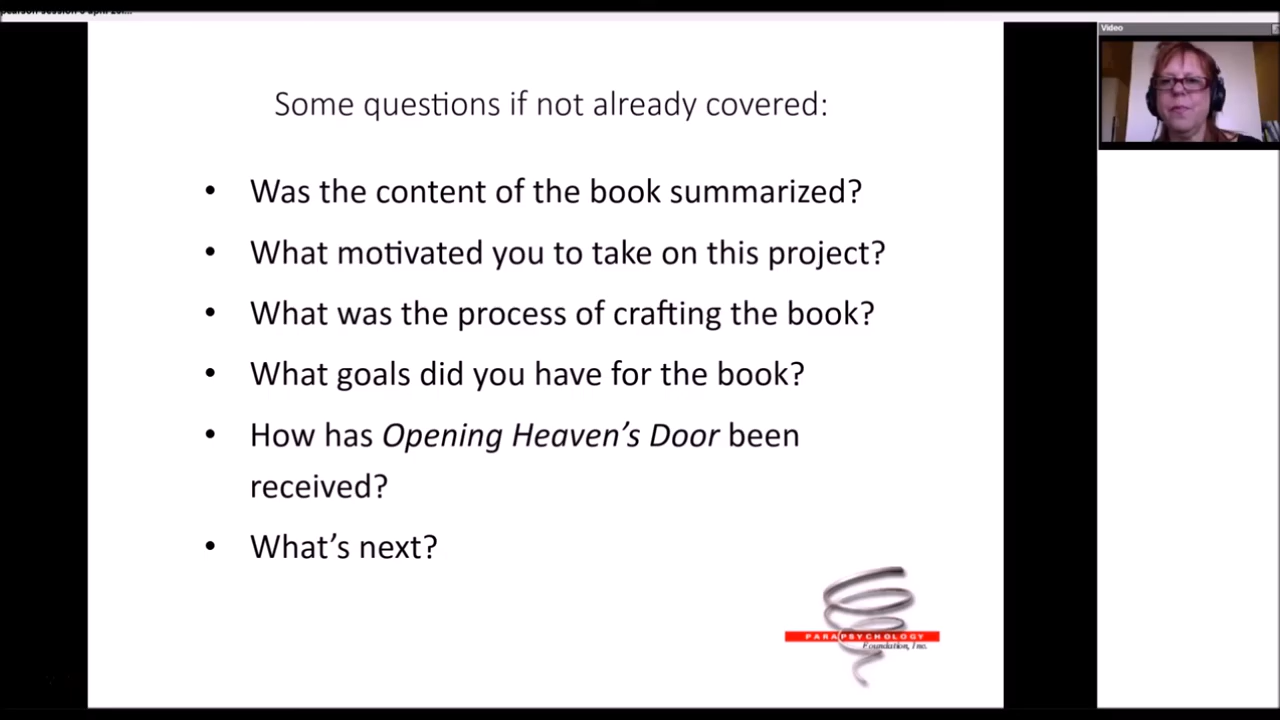 Video
Some questions if not already covered:
• Was the content of the book summarized?
• What motivated you to take on this project?
• What was the process of crafting the book?
• What goals did you have for the book?
• How has Opening Heaven's Door been
received?
• What's next?
PARAPSYCHOLOGY
Foundation, Inc.